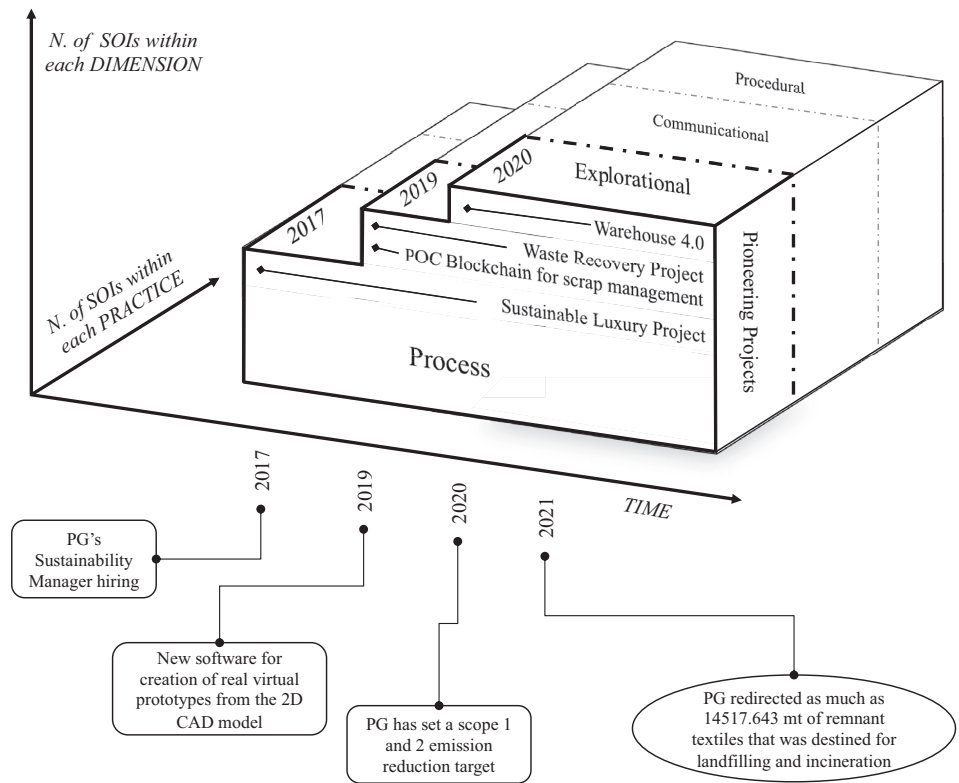 N. of SOIs within
each DIMENSION
Procedural
Communicational
Explorational
2017
2019
2020
Warehouse 4.0
Waste Recovery Project
POC Blockchain for scrap management
Sustainable Luxury Project
Process
Pioneering Projects
N. of SOIs within
each PRACTICE
TIME
2017
2019
2020
2021
PG's
Sustainability
Manager hiring
New software for
creation of real virtual
prototypes from the 2D
CAD model
PG has set a scope 1
and 2 emission
reduction target
PG redirected as much as
14517.643 mt of remnant
textiles that was destined for
landfilling and incineration